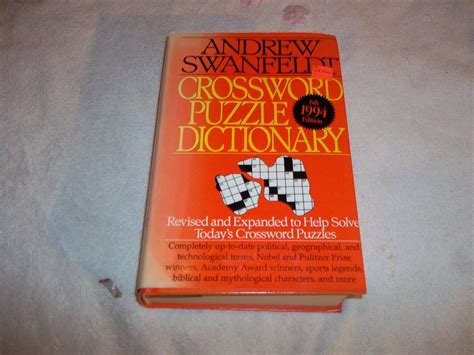 ANDREW
SWANFELDT
CROSSWORD
PUZZLE
DICTIONARY
6th
1994
Edition
Revised and Expanded to Help Solve
Today's Crossword Puzzles
Completely up-to-date political, geographical, and
technological terms, Nobel and Pulitzer Prize
winners, Academy Award winners, sports legends,
biblical and mythological characters, and more